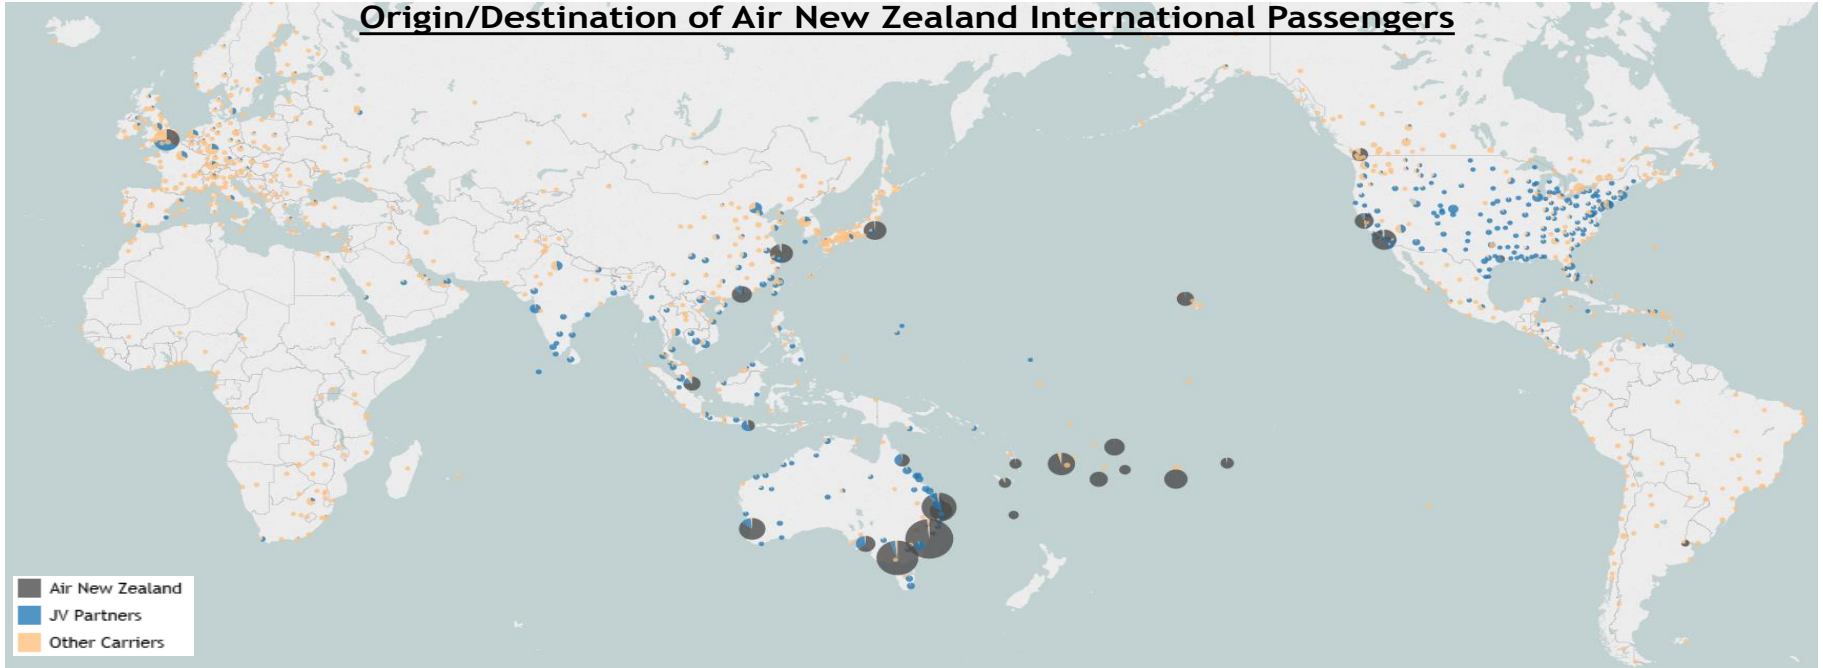 Origin/Destination of Air New Zealand International Passengers
Air New Zealand
JV Partners
Other Carriers